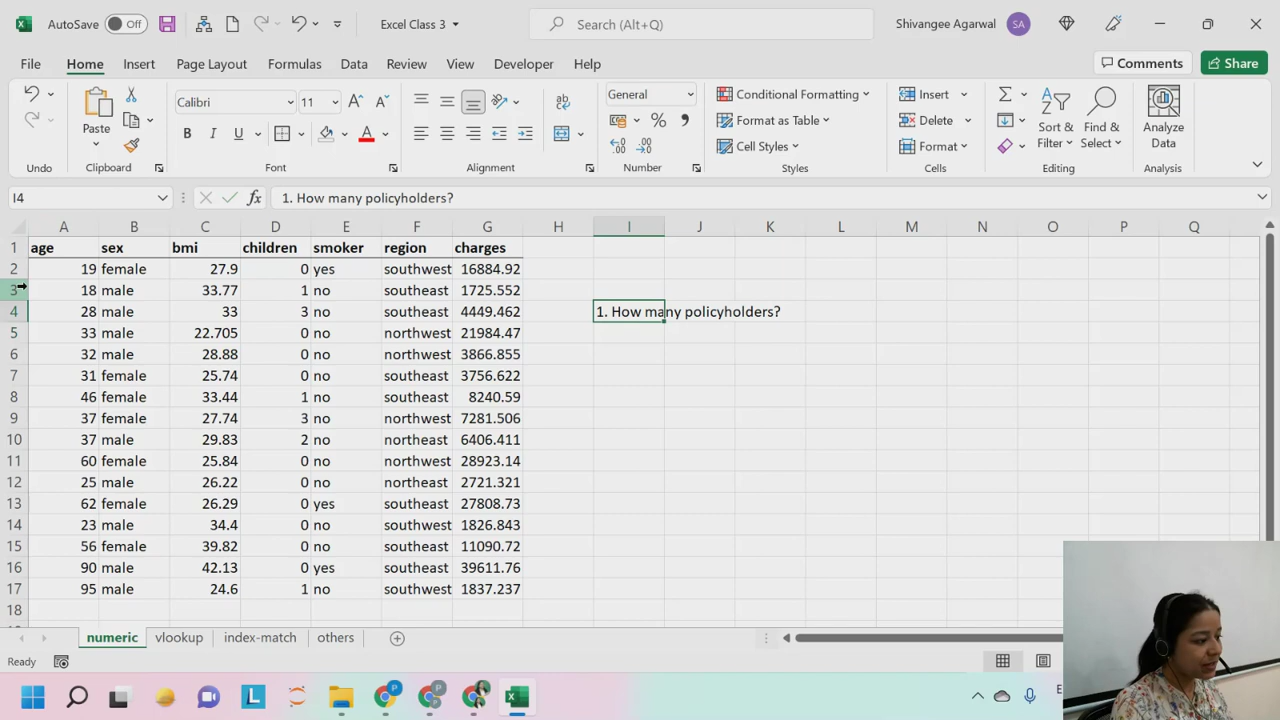 AutoSave Off Excel Class 3 Search (Alt+Q) Shivangee Agarwal SA
File Home Insert Page Layout Formulas Data Review View Developer Help Comments Share
Paste Calibri 11 General Conditional Formatting Insert
B I U Format as Table Delete Sort & Filter Find & Select Analyze Data
Cell Styles Format
Undo Clipboard Font Alignment Number Styles Cells Editing Analysis
I4 fx 1. How many policyholders?
A B C D E F G H I J K L M N O P Q
1 age sex bmi children smoker region charges
2 19 female 27.9 0 yes southwest 16884.92
3 18 male 33.77 1 no southeast 1725.552
4 28 male 33 3 no southeast 4449.462 1. How many policyholders?
5 33 male 22.705 0 no northwest 21984.47
6 32 male 28.88 0 no northwest 3866.855
7 31 female 25.74 0 no southeast 3756.622
8 46 female 33.44 1 no southeast 8240.59
9 37 female 27.74 3 no northwest 7281.506
10 37 male 29.83 2 no northeast 6406.411
11 60 female 25.84 0 no northwest 28923.14
12 25 male 26.22 0 no northeast 2721.321
13 62 female 26.29 0 yes southeast 27808.73
14 23 male 34.4 0 no southwest 1826.843
15 56 female 39.82 0 no southeast 11090.72
16 90 male 42.13 0 yes southeast 39611.76
17 95 male 24.6 1 no southwest 1837.237
18
numeric vlookup index-match others
Ready